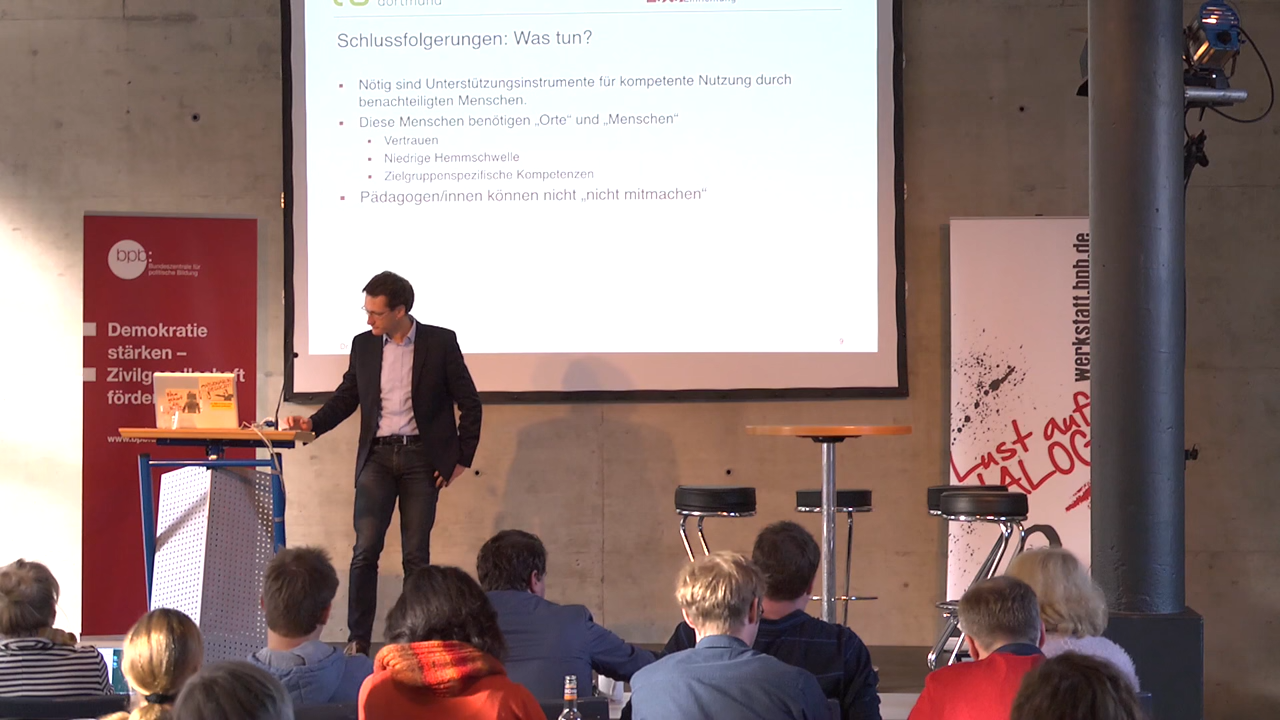 dortmund
Schlussfolgerungen: Was tun?
Nötig sind Unterstützungsinstrumente für kompetente Nutzung durch
benachteiligten Menschen.
Diese Menschen benötigen „Orte“ und „Menschen“
Vertrauen
Niedrige Hemmschwelle
Zielgruppenspezifische Kompetenzen
Pädagogen/innen können nicht „nicht mitmachen“
9
bpb:
Bundeszentrale für
politische Bildung
Demokratie
stärken –
werkstatt.bpb.de
Lust auf